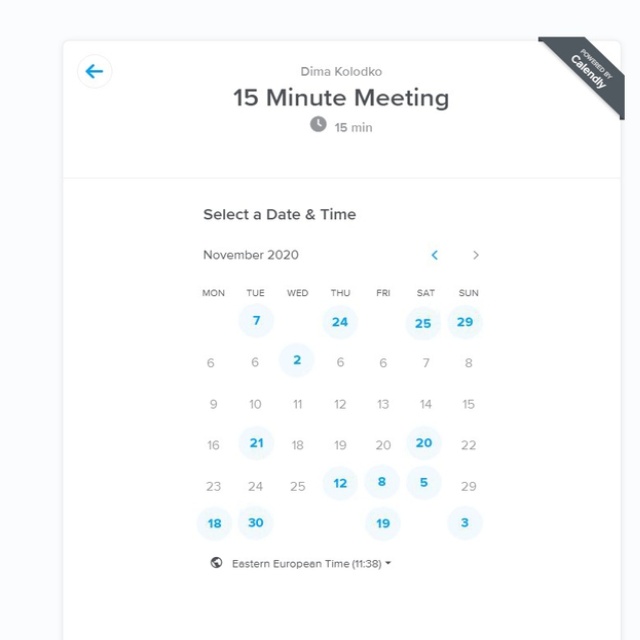 Dima Kolodko
15 Minute Meeting
15 min
POWERED BY
Calendly
Select a Date & Time
November 2020
MON TUE WED THU FRI SAT SUN
7 24 25 29
6 6 2 6 6 7 8
9 10 11 12 13 14 15
16 21 18 19 20 20 22
23 24 25 12 8 5 29
18 30 19 3
Eastern European Time (11:38)